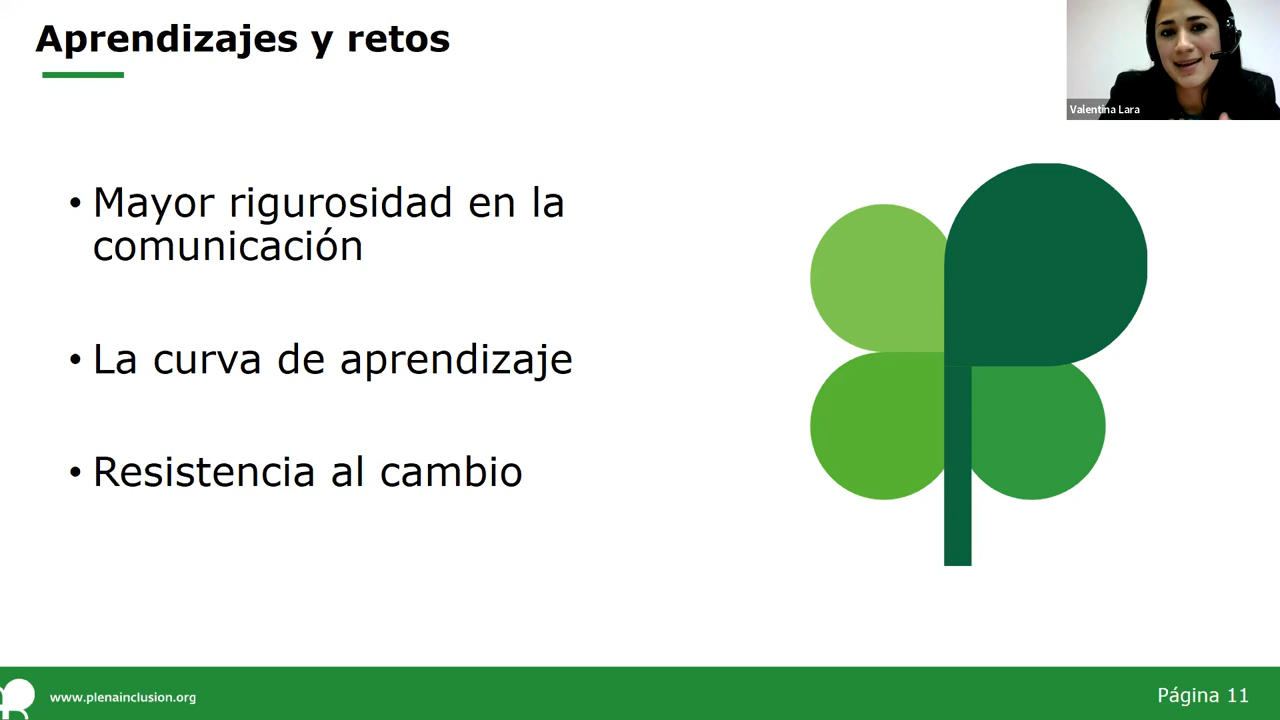 Aprendizajes y retos
Valentina Lara
• Mayor rigurosidad en la
comunicación
• La curva de aprendizaje
• Resistencia al cambio
www.plenainclusion.org
Página 11